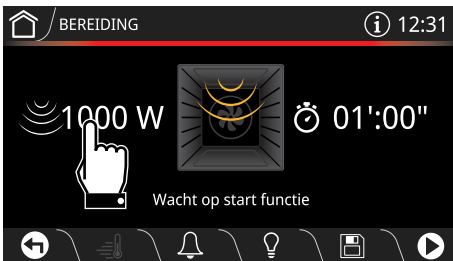 BEREIDING
12:31
1000 W
01':00"
Wacht op start functie